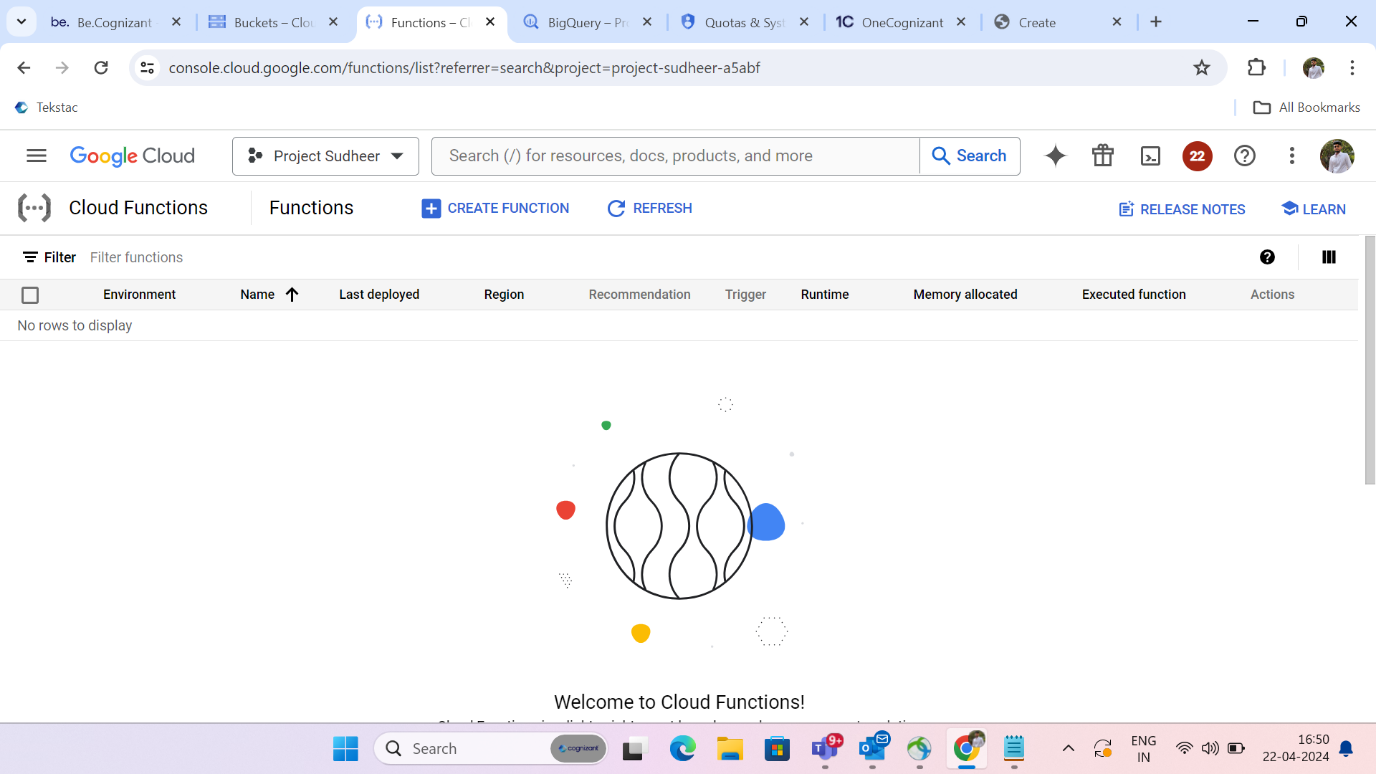 be. Be.Cognizant
Buckets – Clou
Functions – Cl
BigQuery – Pr
Quotas & Syst
1C OneCognizant
Create
console.cloud.google.com/functions/list?referrer=search&project=project-sudheer-a5abf
Tekstac
All Bookmarks
Google Cloud
Project Sudheer
Search (/) for resources, docs, products, and more
Search
22
Cloud Functions
Functions
CREATE FUNCTION
REFRESH
RELEASE NOTES
LEARN
Filter Filter functions
Environment Name Last deployed Region Recommendation Trigger Runtime Memory allocated Executed function Actions
No rows to display
Welcome to Cloud Functions!
Search
cognizant
9+
ENG
IN
16:50
22-04-2024